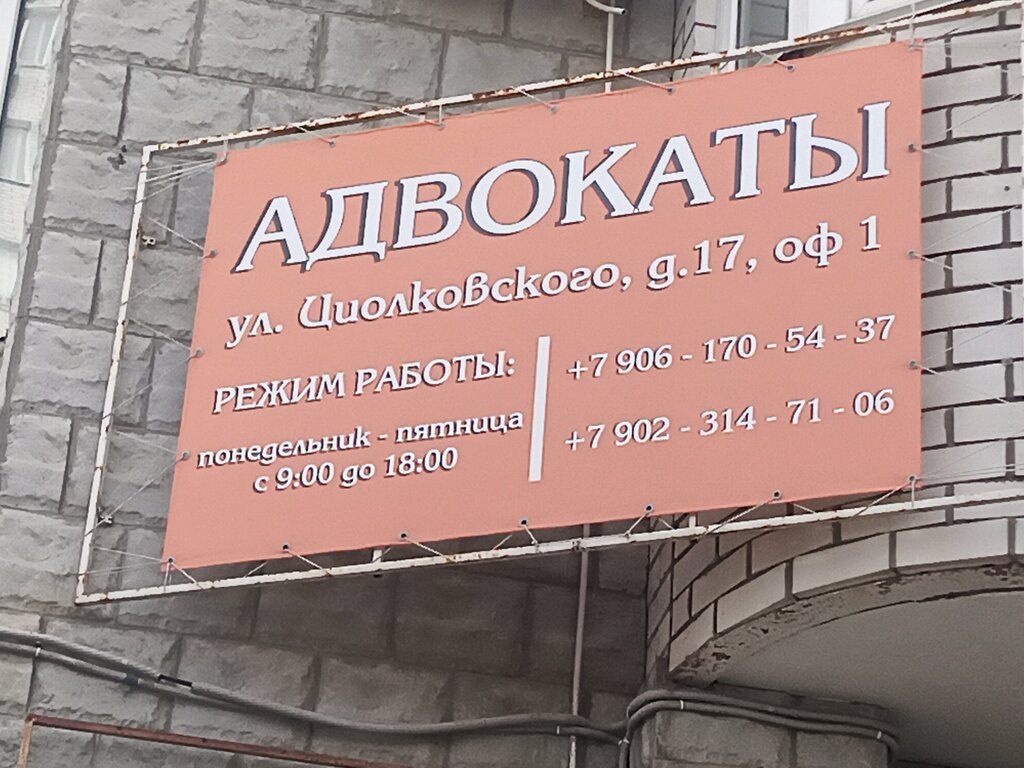 АДВОКАТЫ
ул. Циолковского, д.17, оф 1
РЕЖИМ РАБОТЫ:
понедельник - пятница
с 9:00 до 18:00
+7 906 - 170 - 54 - 37
+7 902 - 314 - 71 - 06